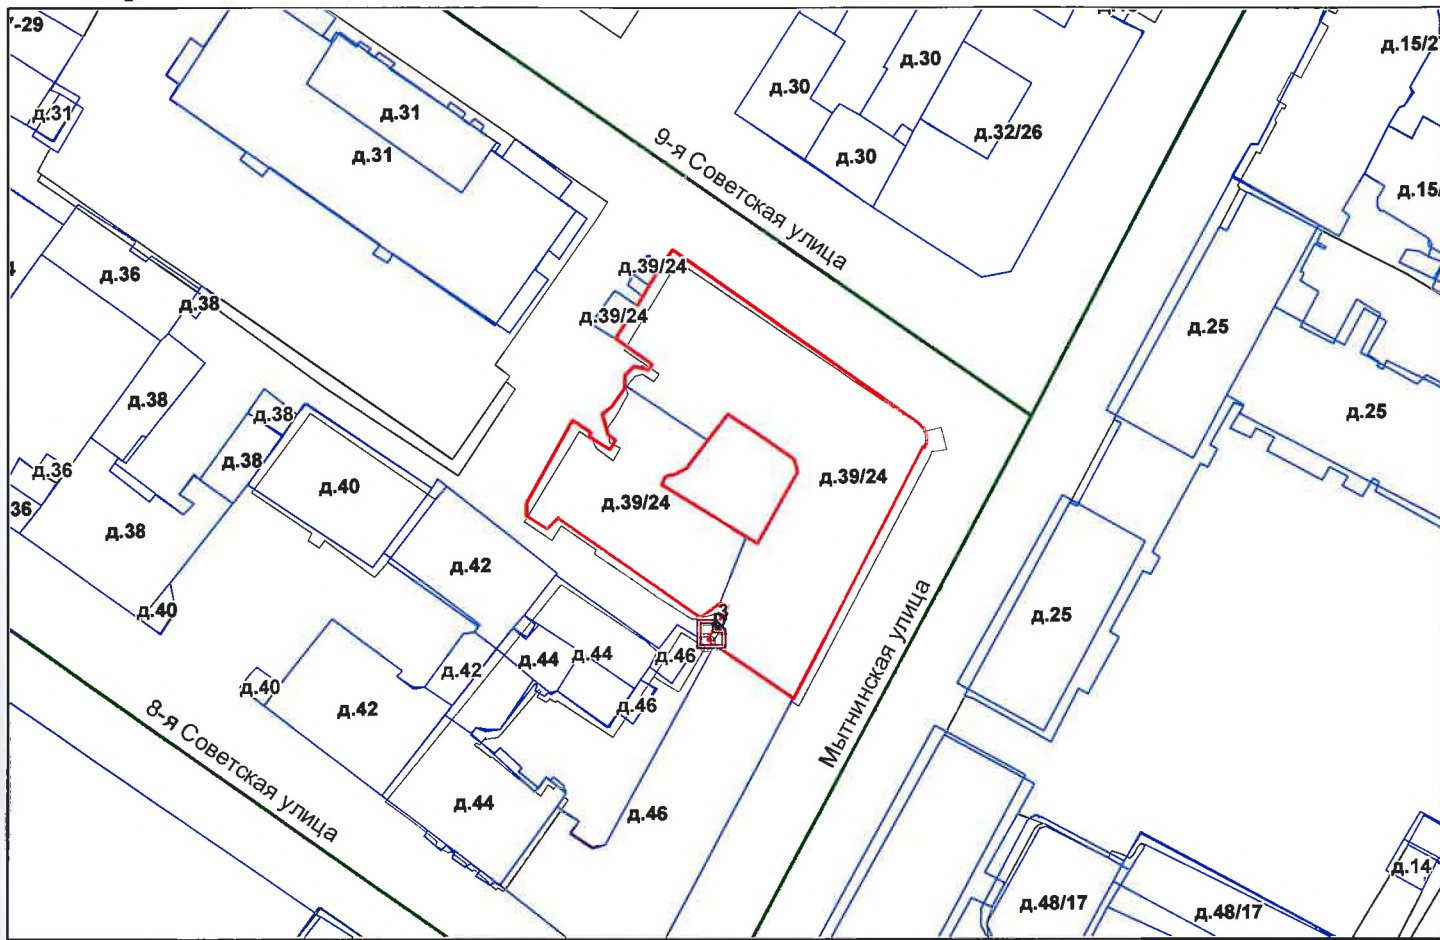 д.15/2
д.30
д.30
д.31
д.31
д.32/26
д.31
д.30
9-я Советская улица
д.15/
д.39/24
д.36
д.38
д.39/24
д.25
д.38
д.38
д.25
д.38
д.36
д.40
д.39/24
д.39/24
36
д.38
д.42
д.40
д.25
д.46
д.44
д.44
д.42
д.40
д.46
д.42
Мытнинская улица
8-я Советская улица
д.44
д.46
д.14
д.48/17
д.48/17